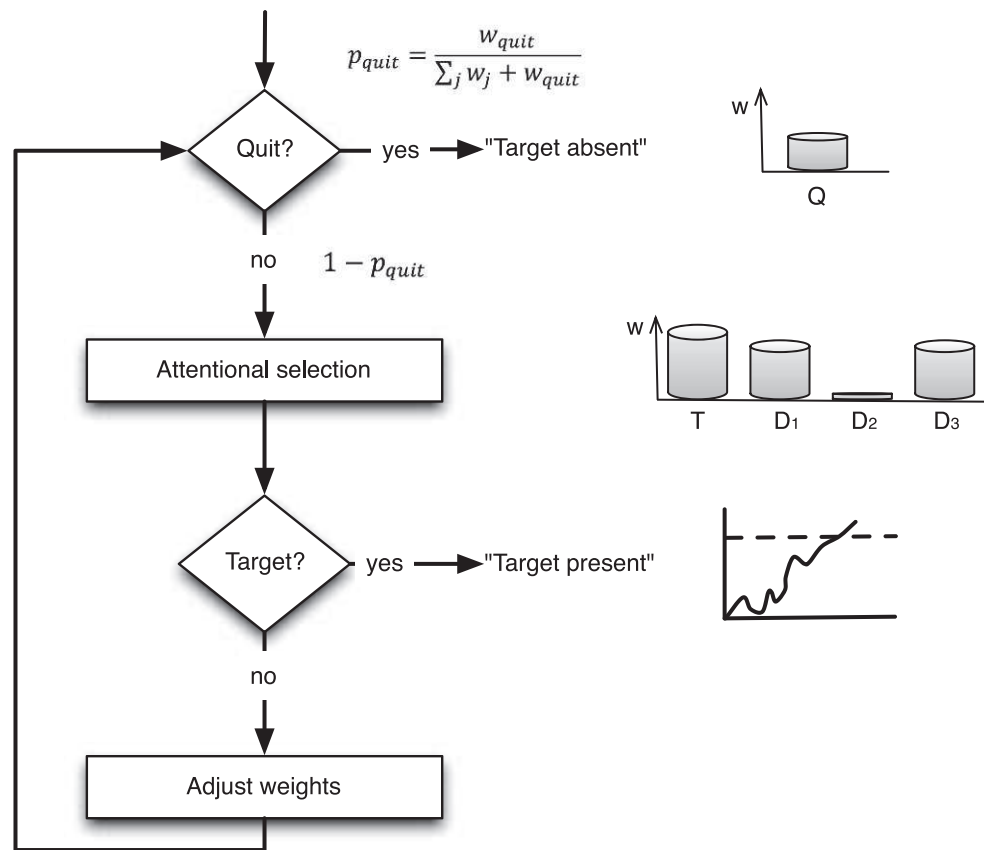 p_quit = w_quit / (∑_j w_j + w_quit)
Quit?
yes
"Target absent"
w
Q
no
1 − p_quit
Attentional selection
w
T
D1
D2
D3
Target?
yes
"Target present"
no
Adjust weights